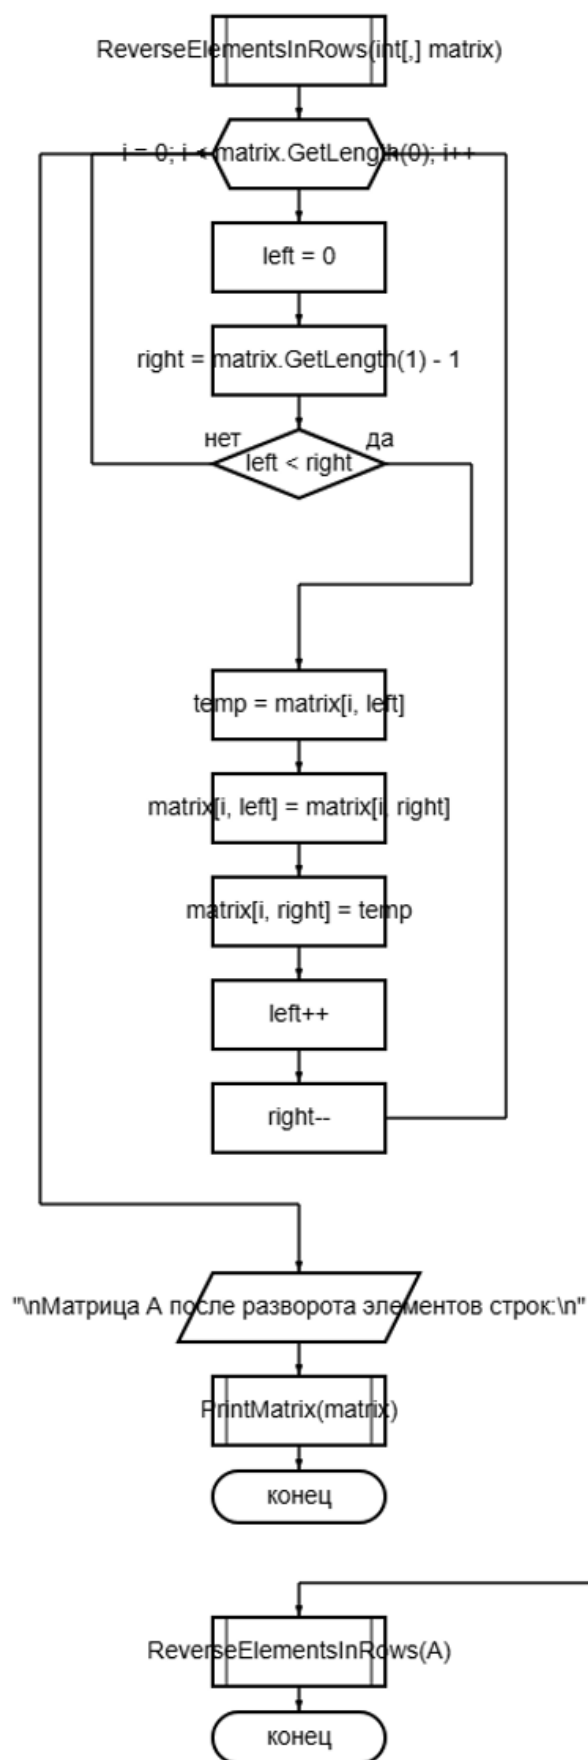 ReverseElementsInRows(int[,] matrix)
i = 0; i < matrix.GetLength(0); i++
left = 0
right = matrix.GetLength(1) - 1
нет
да
left < right
temp = matrix[i, left]
matrix[i, left] = matrix[i, right]
matrix[i, right] = temp
left++
right--
"\nМатрица А после разворота элементов строк:\n"
PrintMatrix(matrix)
конец
ReverseElementsInRows(A)
конец